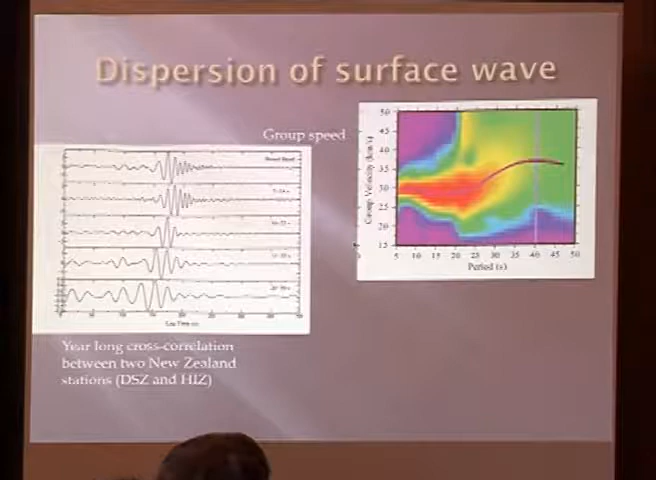 Dispersion of surface wave
Group speed
Year long cross-correlation
between two New Zealand
stations (DSZ and HIZ)
Group Velocity (km/s)
50
45
40
35
30
25
20
15
5 10 15 20 25 30 35 40 45 50
Period (s)